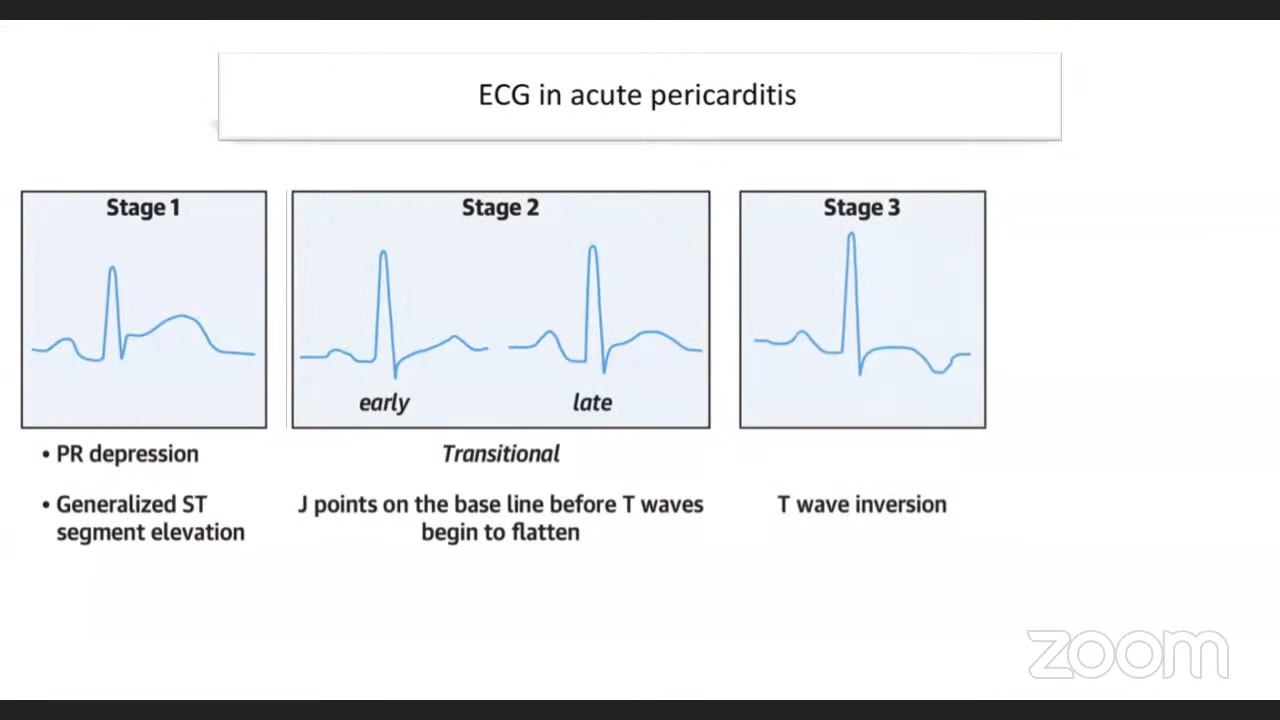 ECG in acute pericarditis
Stage 1
Stage 2
Stage 3
early
late
• PR depression
• Generalized ST
segment elevation
Transitional
J points on the base line before T waves
begin to flatten
T wave inversion
zoom